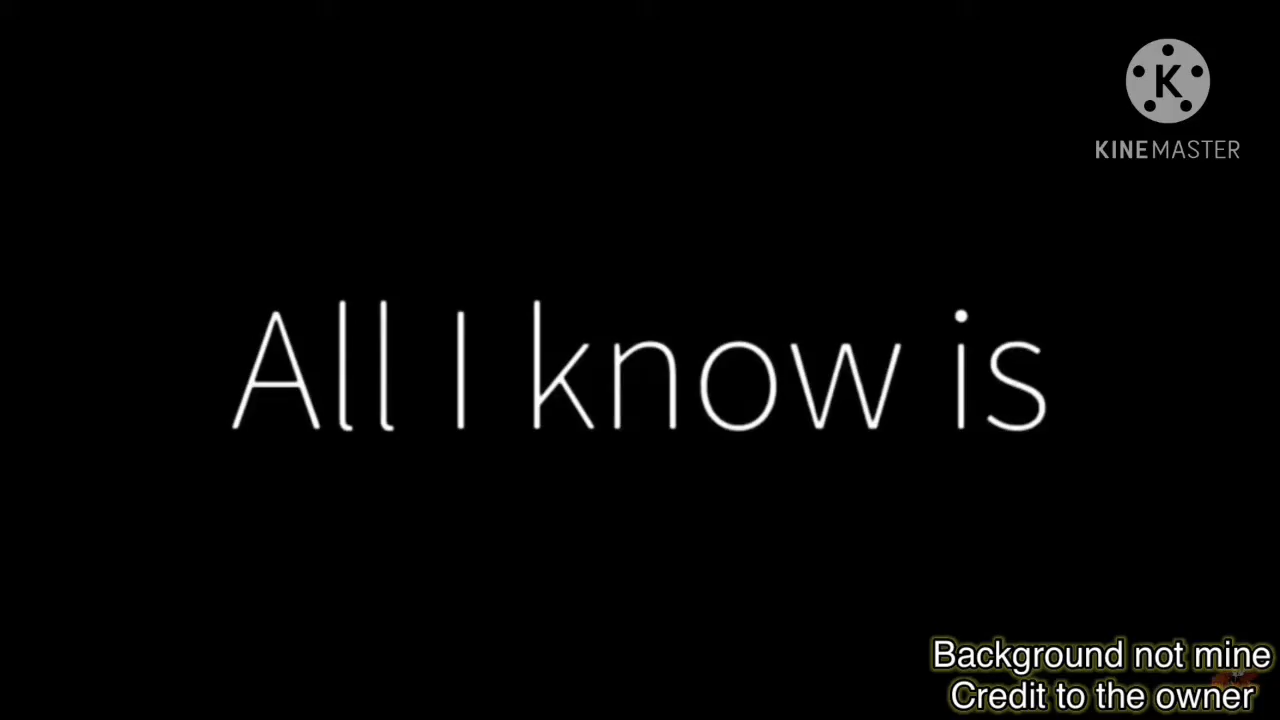 K
KINEMASTER
All I know is
Background not mine
Credit to the owner